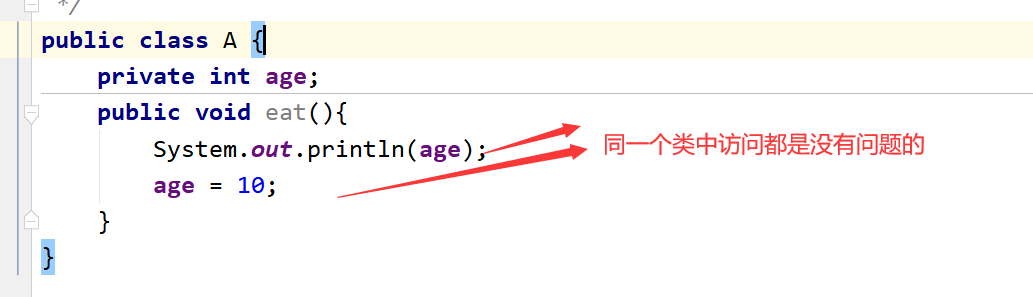 */
public class A {
private int age;
public void eat(){
System.out.println(age);
同一个类中访问都是没有问题的
age = 10;
}
}